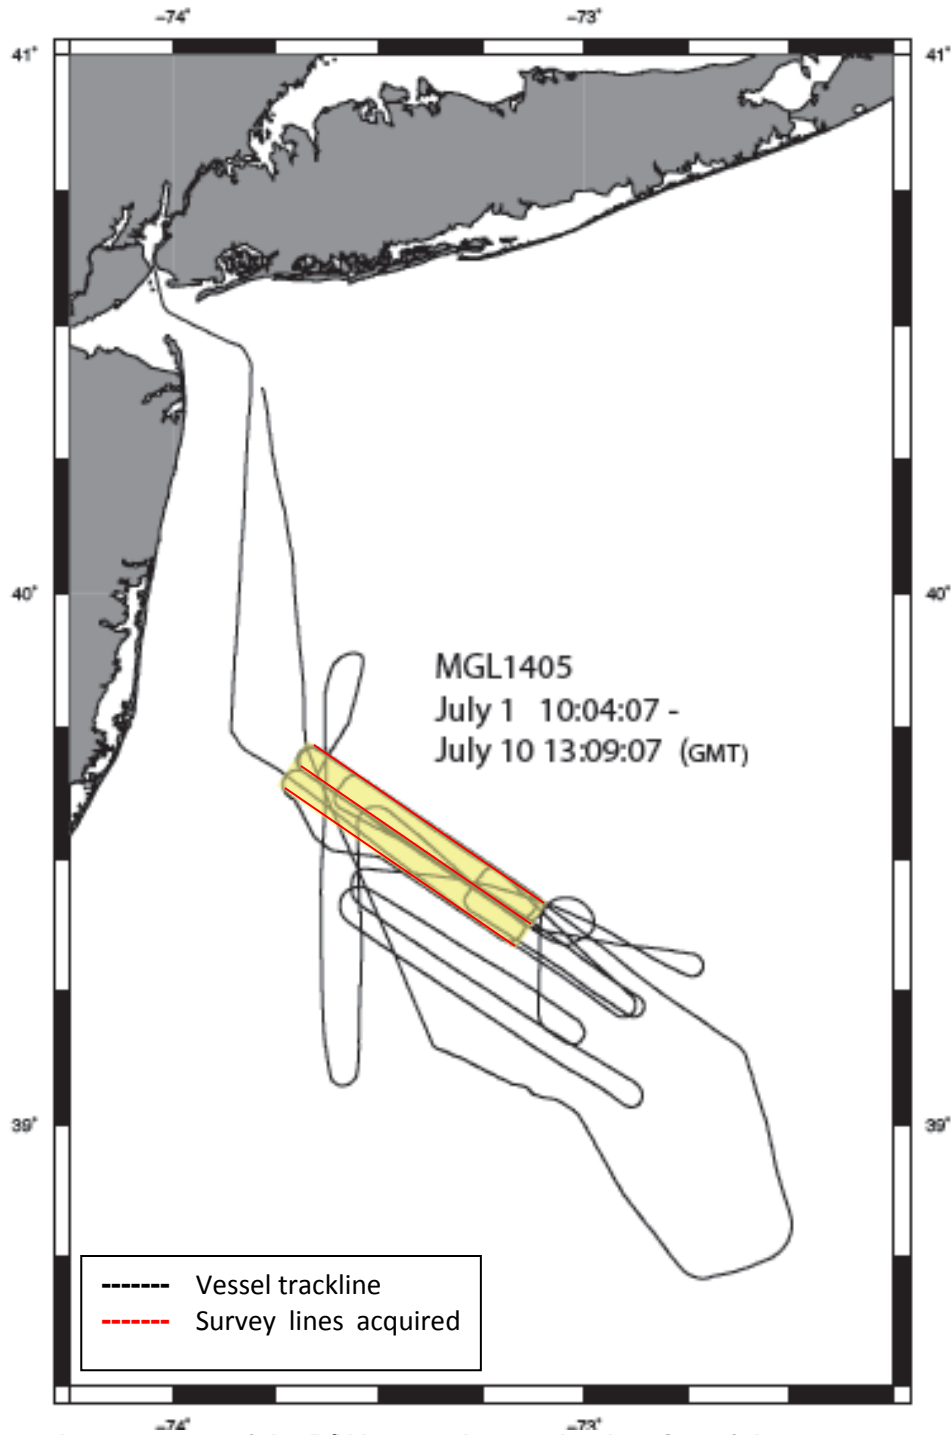 -74° -73°
41° 41°
40° 40°
MGL1405
July 1 10:04:07 -
July 10 13:09:07 (GMT)
39° 39°
Vessel trackline
Survey lines acquired
-74° -73°